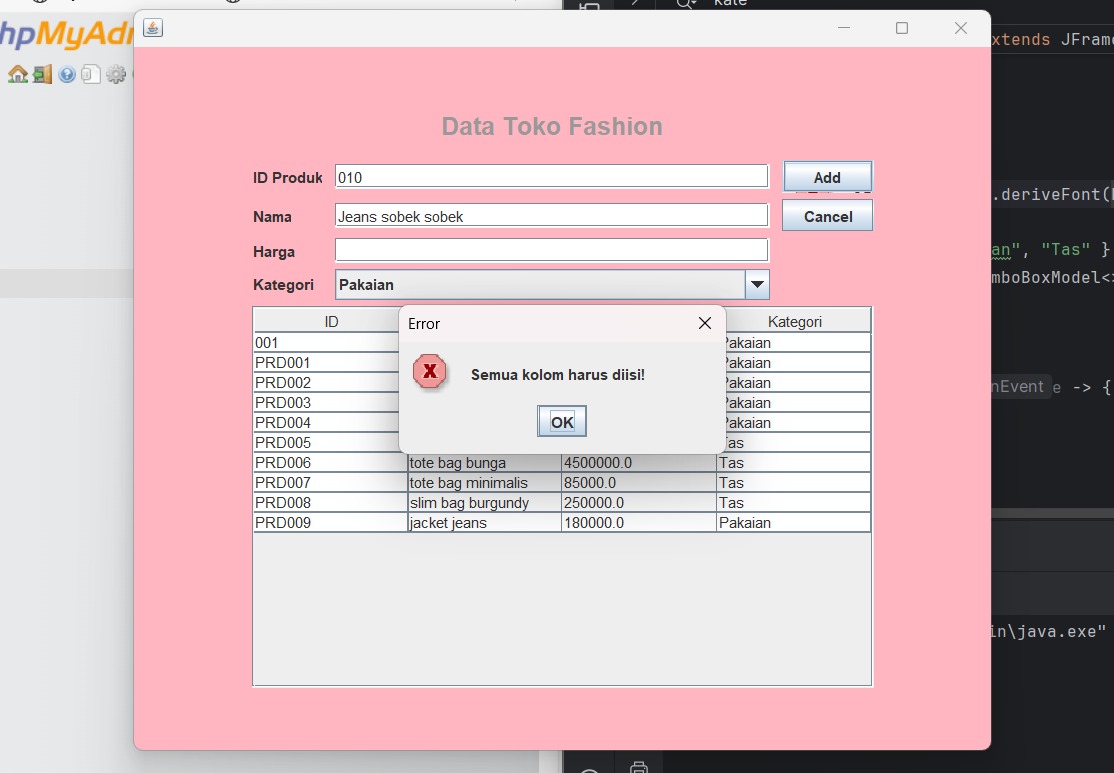 kate
hpMyAdm
xtends JFrame
Data Toko Fashion
ID Produk 010 Add
.deriveFont(
Nama Jeans sobek sobek Cancel
Harga
an", "Tas" }
mboBoxModel<>
Kategori Pakaian
ID Kategori
Error
Semua kolom harus diisi!
OK
001 Pakaian
PRD001 Pakaian
PRD002 Pakaian
nEvent e -> {
PRD003 Pakaian
PRD004 Pakaian
PRD005 Tas
PRD006 tote bag bunga 4500000.0 Tas
PRD007 tote bag minimalis 85000.0 Tas
PRD008 slim bag burgundy 250000.0 Tas
PRD009 jacket jeans 180000.0 Pakaian
in\java.exe"